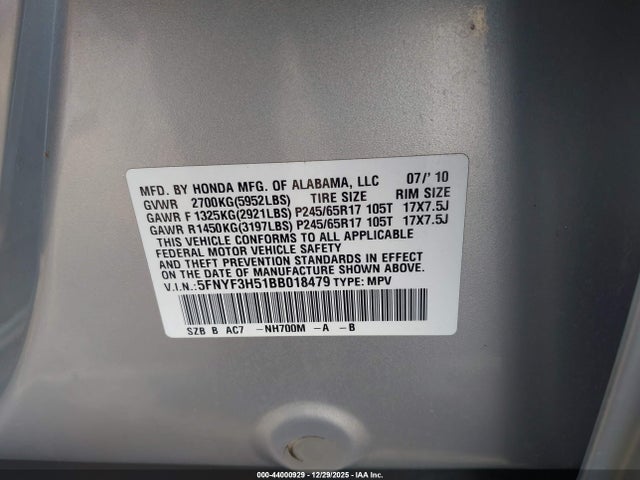 MFD. BY HONDA MFG. OF ALABAMA, LLC 07/'10
GVWR 2700KG(5952LBS) TIRE SIZE RIM SIZE
GAWR F 1325KG(2921LBS) P245/65R17 105T 17X7.5J
GAWR R 1450KG(3197LBS) P245/65R17 105T 17X7.5J
THIS VEHICLE CONFORMS TO ALL APPLICABLE
FEDERAL MOTOR VEHICLE SAFETY
AND THEFT PREVENTION STANDARDS IN EFFECT
ON THE DATE OF MANUFACTURE SHOWN ABOVE.
V.I.N.: 5FNYF3H51BB018479 TYPE: MPV
SZB B AC7 -NH700M -A -B
000-44000929 - 12/29/2025 - IAAI, Inc.